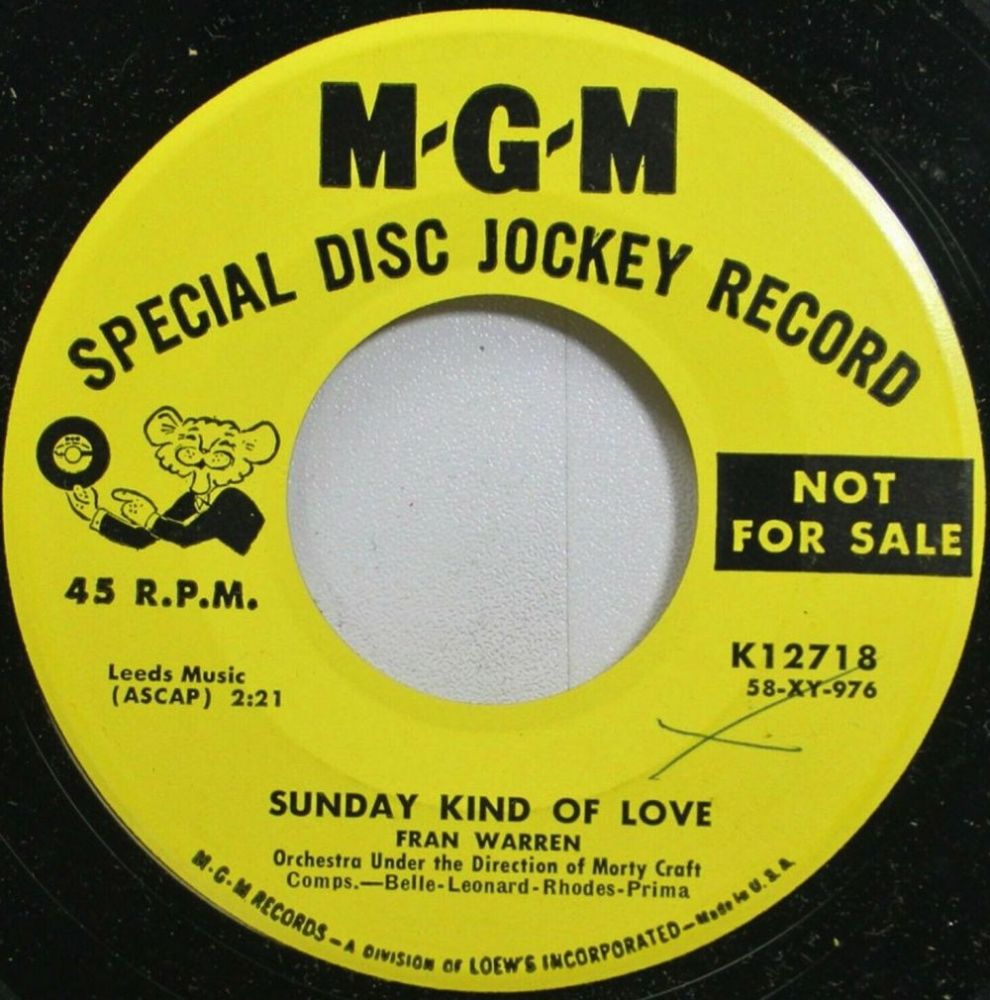 M-G-M
SPECIAL DISC JOCKEY RECORD
NOT
FOR SALE
45 R.P.M.
K12718
58-XY-976
Leeds Music
(ASCAP) 2:21
SUNDAY KIND OF LOVE
FRAN WARREN
Orchestra Under the Direction of Morty Craft
Comps.—Belle-Leonard-Rhodes-Prima
M-G-M RECORDS—A DIVISION OF LOEW'S INCORPORATED—Made in U.S.A.